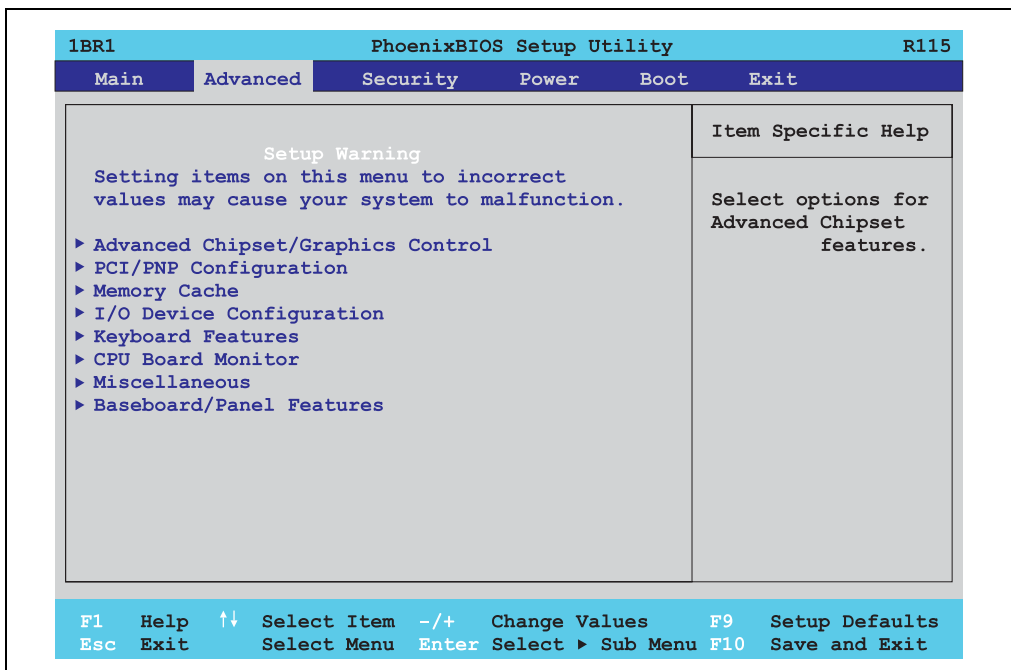 1BR1 PhoenixBIOS Setup Utility R115
Main Advanced Security Power Boot Exit
Setup Warning
Setting items on this menu to incorrect
values may cause your system to malfunction.
▶ Advanced Chipset/Graphics Control
▶ PCI/PNP Configuration
▶ Memory Cache
▶ I/O Device Configuration
▶ Keyboard Features
▶ CPU Board Monitor
▶ Miscellaneous
▶ Baseboard/Panel Features
Item Specific Help
Select options for
Advanced Chipset
features.
F1 Help ↑↓ Select Item -/+ Change Values F9 Setup Defaults
Esc Exit Select Menu Enter Select ▶ Sub Menu F10 Save and Exit